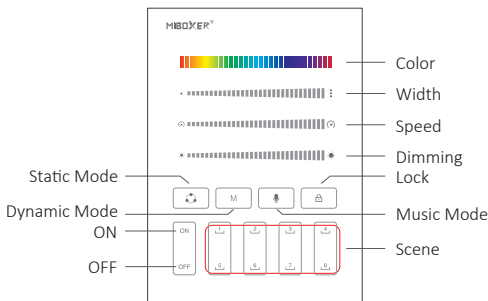 MIBOXER®
Color
Width
Speed
Dimming
Static Mode
Lock
M
Dynamic Mode
Music Mode
ON
ON
1 2 3 4
Scene
OFF
OFF
5 6 7 8